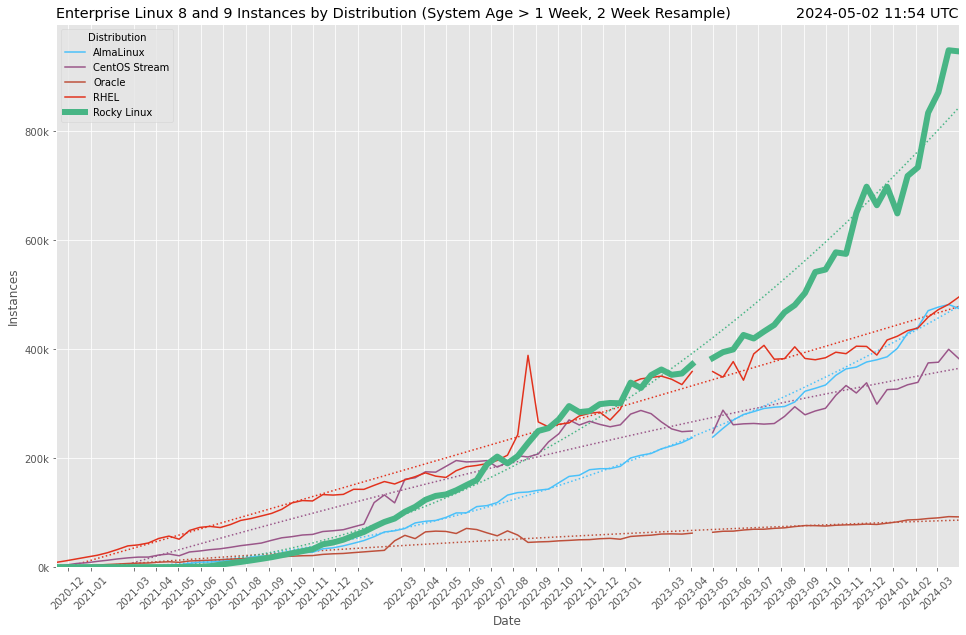 Enterprise Linux 8 and 9 Instances by Distribution (System Age > 1 Week, 2 Week Resample) 2024-05-02 11:54 UTC
Distribution
AlmaLinux
CentOS Stream
Oracle
RHEL
Rocky Linux
800k
600k
400k
200k
0k
Instances
2020-12 2021-01 2021-03 2021-04 2021-05 2021-06 2021-07 2021-08 2021-09 2021-10 2021-11 2021-12 2022-01 2022-03 2022-04 2022-05 2022-06 2022-07 2022-08 2022-09 2022-10 2022-11 2022-12 2023-01 2023-03 2023-04 2023-05 2023-06 2023-07 2023-08 2023-09 2023-10 2023-11 2023-12 2024-01 2024-02 2024-03
Date